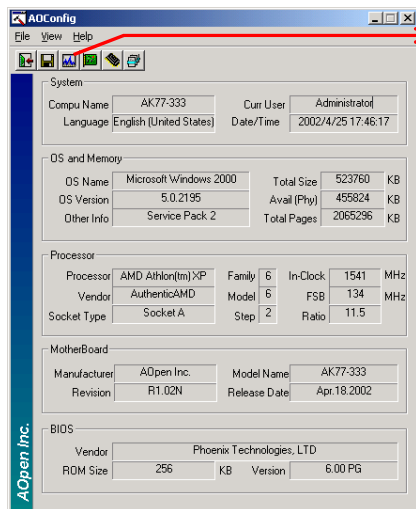 AOConfig
File View Help
System
Compu Name AK77-333 Curr User Administrator
Language English (United States) Date/Time 2002/4/25 17:46:17
OS and Memory
OS Name Microsoft Windows 2000 Total Size 523760 KB
OS Version 5.0.2195 Avail (Phy) 455824 KB
Other Info Service Pack 2 Total Pages 2065296 KB
Processor
Processor AMD Athlon(tm) XP Family 6 In-Clock 1541 MHz
Vendor AuthenticAMD Model 6 FSB 134 MHz
Socket Type Socket A Step 2 Ratio 11.5
MotherBoard
Manufacturer AOpen Inc. Model Name AK77-333
Revision R1.02N Release Date Apr.18.2002
BIOS
Vendor Phoenix Technologies, LTD
ROM Size 256 KB Version 6.00 PG
AOpen Inc.